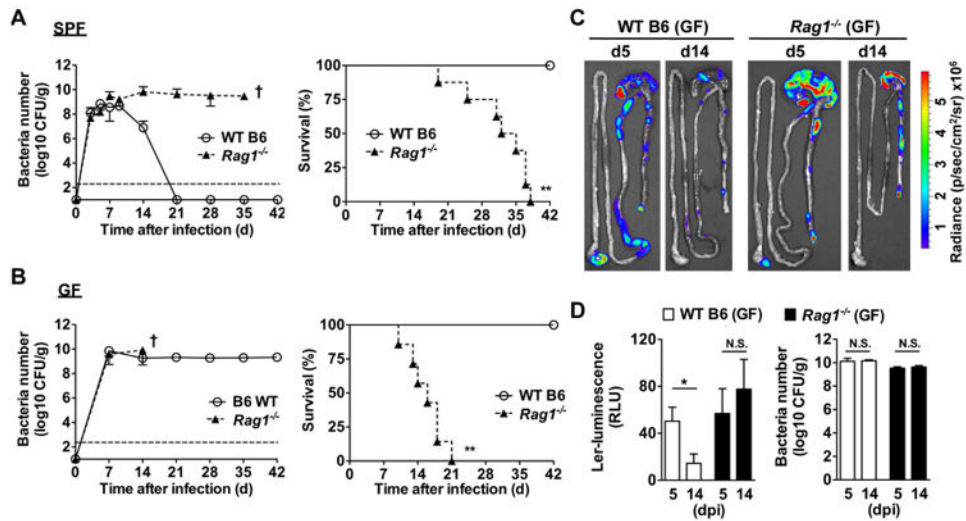 A
SPF
Bacteria number
(log10 CFU/g)
12
10
8
6
4
2
†
WT B6
Rag1-/-
0 7 14 21 28 35 42
Time after infection (d)
Survival (%)
100
75
50
25
0
WT B6
Rag1-/-
**
0 7 14 21 28 35 42
Time after infection (d)
B
GF
Bacteria number
(log10 CFU/g)
12
10
8
6
4
2
†
B6 WT
Rag1-/-
0 7 14 21 28 35 42
Time after infection (d)
Survival (%)
100
75
50
25
0
WT B6
Rag1-/-
**
0 7 14 21 28 35 42
Time after infection (d)
C
WT B6 (GF) Rag1-/- (GF)
d5 d14 d5 d14
5
4
3
2
1
Radiance (p/sec/cm²/sr) x10⁶
D
WT B6 (GF) Rag1-/- (GF)
Ler-luminescence
(RLU)
120
80
40
0
*
N.S.
5 14 5 14
(dpi)
Bacteria number
(log10 CFU/g)
12
10
8
6
4
2
0
N.S. N.S.
5 14 5 14
(dpi)